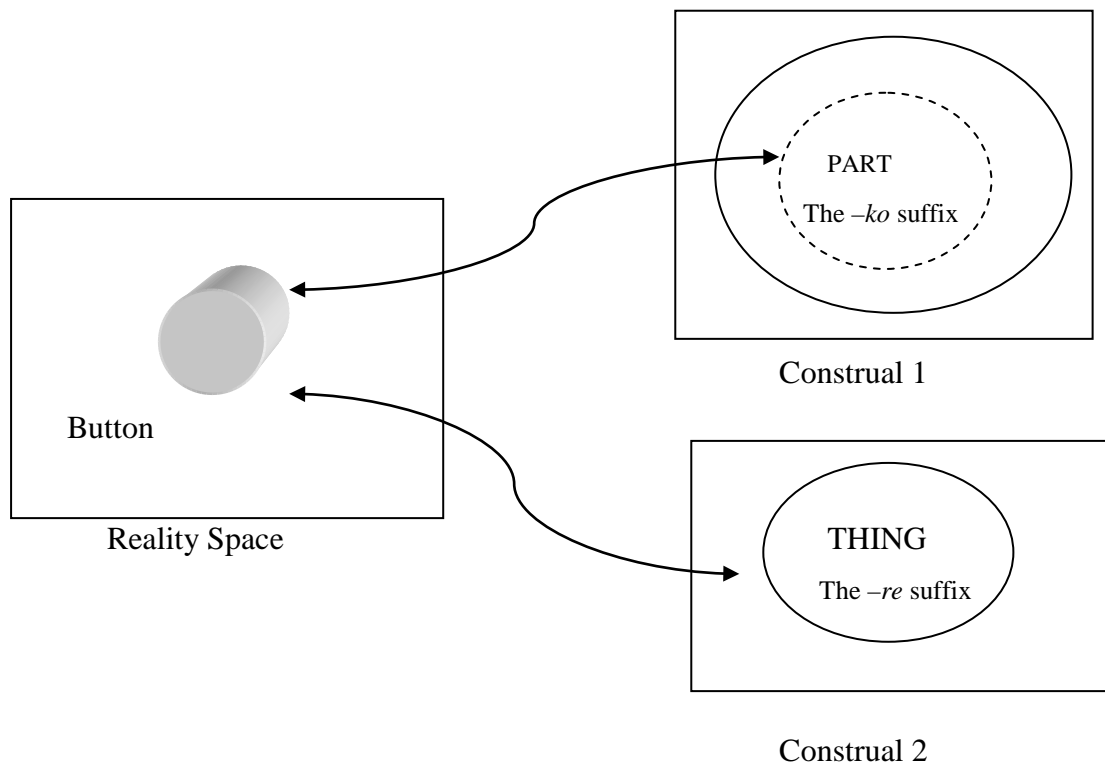 PART
The –ko suffix
Construal 1
Button
Reality Space
THING
The –re suffix
Construal 2